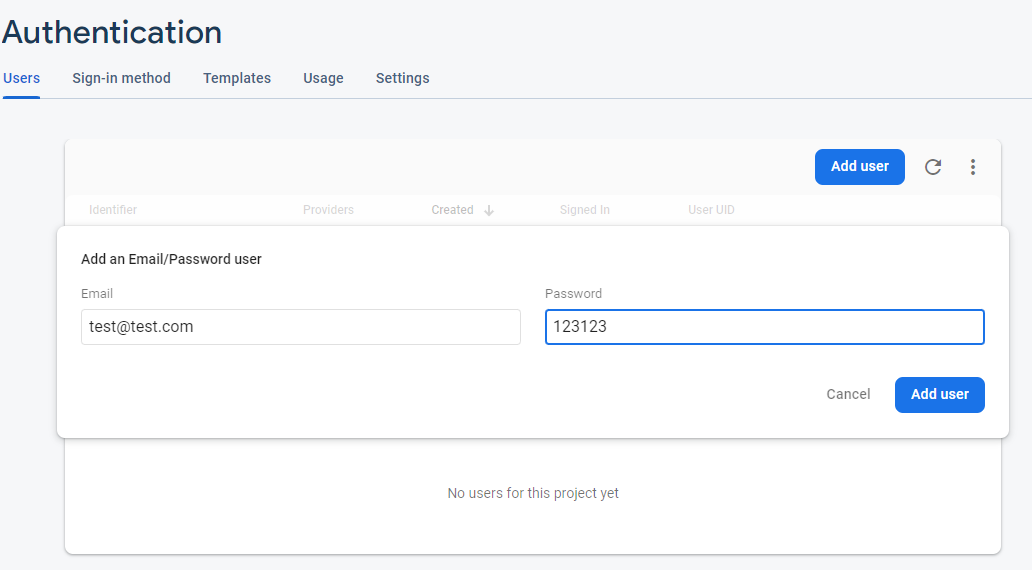 Authentication
Users Sign-in method Templates Usage Settings
Add user
Identifier Providers Created Signed In User UID
Add an Email/Password user
Email Password
test@test.com 123123
Cancel Add user
No users for this project yet